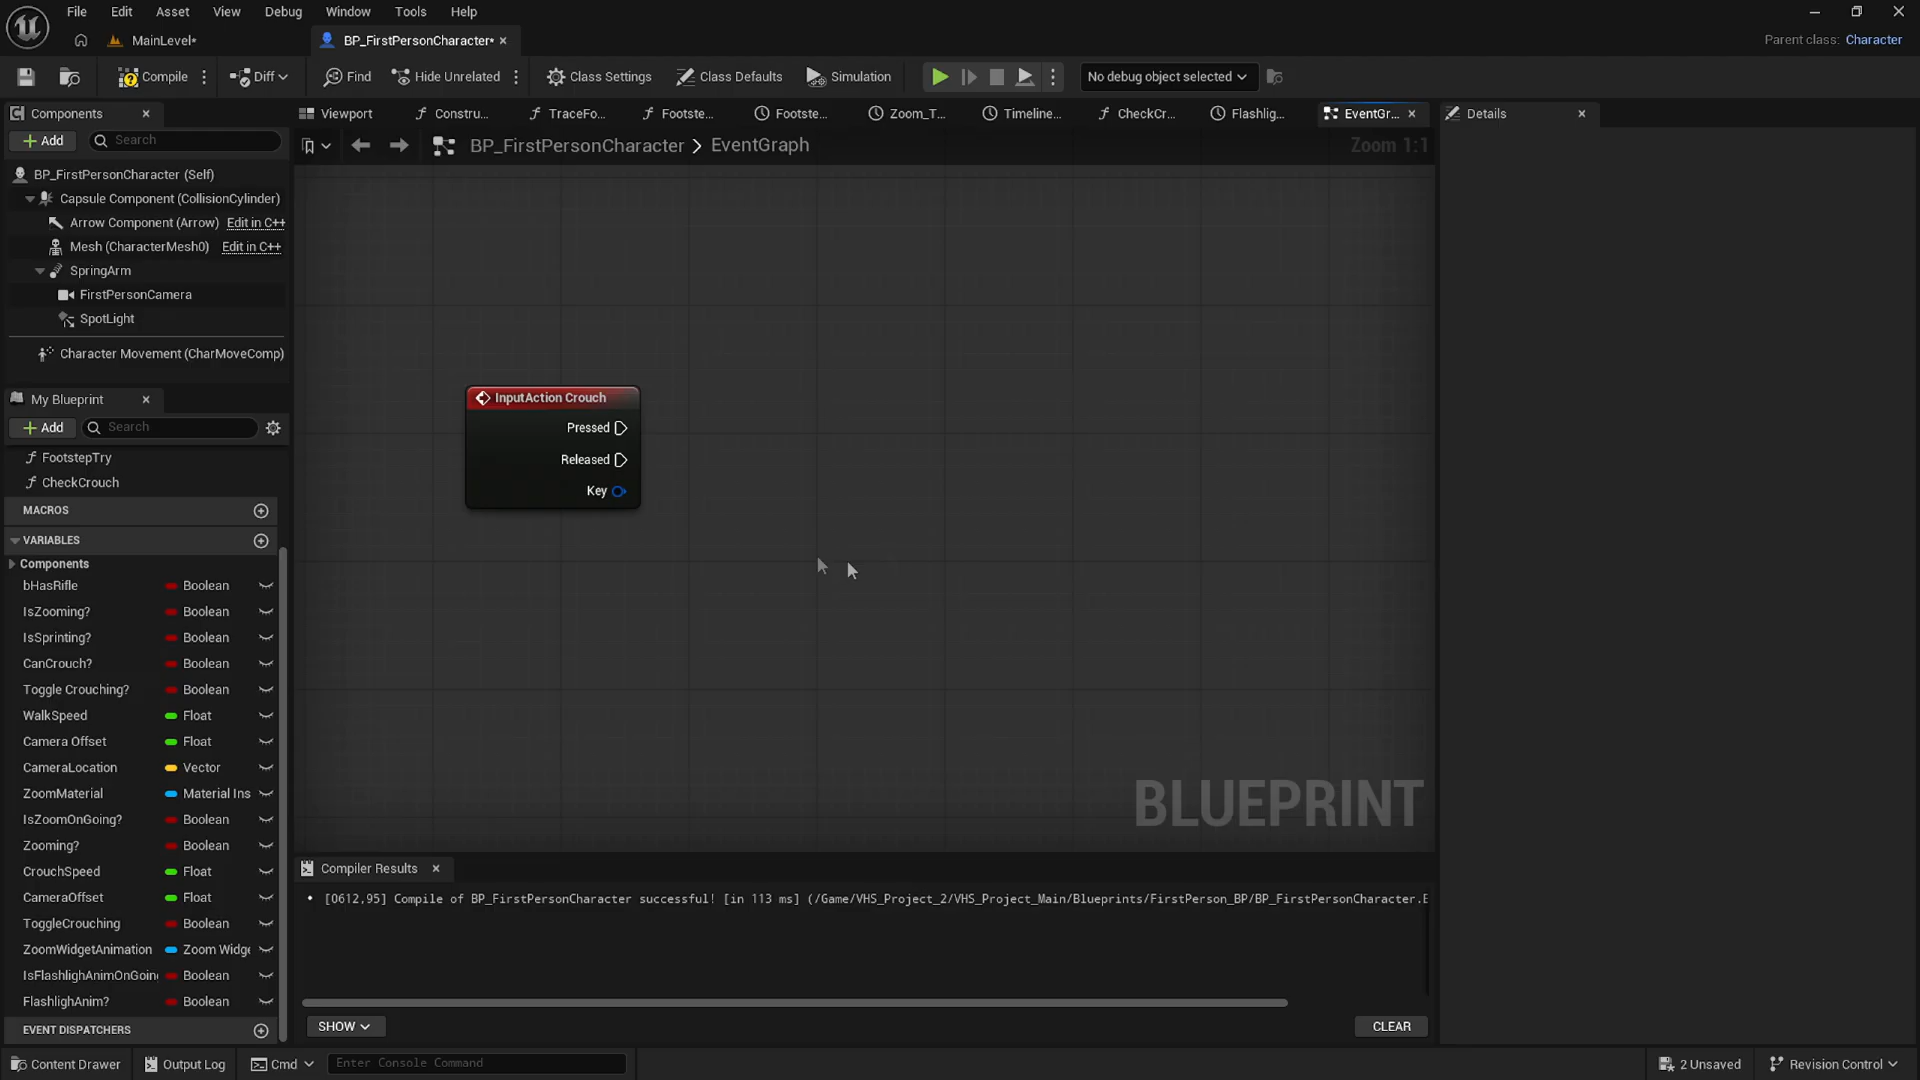 File Edit Asset View Debug Window Tools Help
MainLevel*
BP_FirstPersonCharacter*
Parent class: Character
Compile
Diff
Find
Hide Unrelated
Class Settings
Class Defaults
Simulation
No debug object selected
Components
Add
Search
BP_FirstPersonCharacter (Self)
Capsule Component (CollisionCylinder)
Arrow Component (Arrow) Edit in C++
Mesh (CharacterMesh0) Edit in C++
SpringArm
FirstPersonCamera
SpotLight
Character Movement (CharMoveComp)
My Blueprint
Add
Search
FootstepTry
CheckCrouch
MACROS
VARIABLES
Components
bHasRifle Boolean
IsZooming? Boolean
IsSprinting? Boolean
CanCrouch? Boolean
Toggle Crouching? Boolean
WalkSpeed Float
Camera Offset Float
CameraLocation Vector
ZoomMaterial Material Ins
IsZoomOnGoing? Boolean
Zooming? Boolean
CrouchSpeed Float
CameraOffset Float
ToggleCrouching Boolean
ZoomWidgetAnimation Zoom Widge
IsFlashlighAnimOnGoin Boolean
FlashlighAnim? Boolean
EVENT DISPATCHERS
Viewport
Constru...
TraceFo...
Footste...
Footste...
Zoom_T...
Timeline...
CheckCr...
Flashlig...
EventGr...
BP_FirstPersonCharacter > EventGraph
Zoom 1:1
InputAction Crouch
Pressed
Released
Key
BLUEPRINT
Compiler Results
[0612,95] Compile of BP_FirstPersonCharacter successful! [in 113 ms] (/Game/VHS_Project_2/VHS_Project_Main/Blueprints/FirstPerson_BP/BP_FirstPersonCharacter.B
SHOW
CLEAR
Details
Content Drawer
Output Log
Cmd
Enter Console Command
2 Unsaved
Revision Control